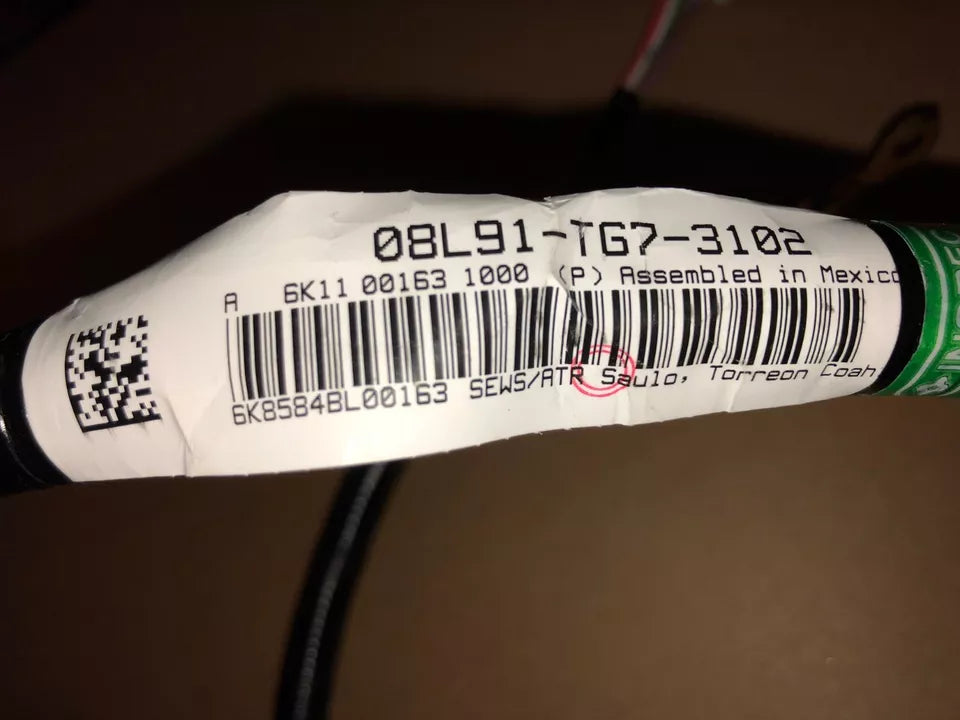 08L91-TG7-3102
A 6K11 00163 1000 (P) Assembled in Mexico
6K8584BL00163 SEWS/ATR Saulo, Torreon Coah,